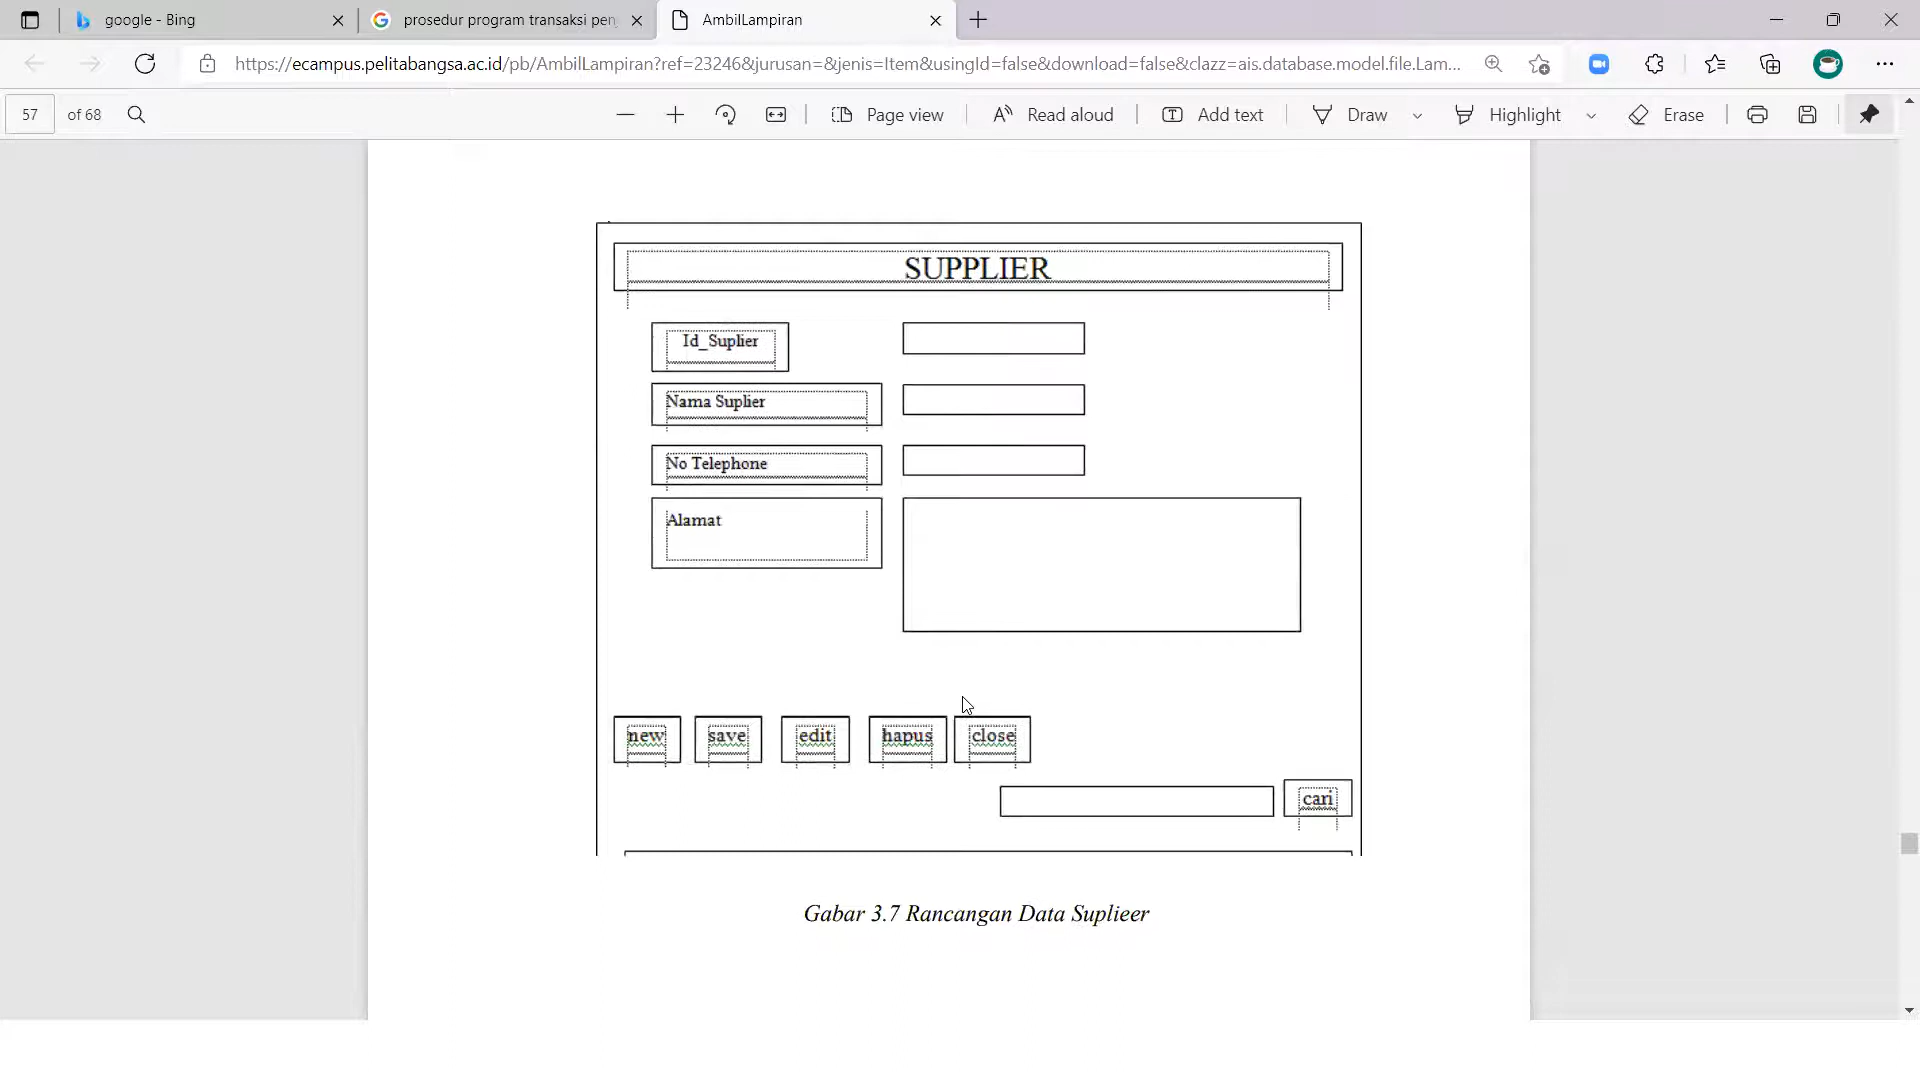 google - Bing
prosedur program transaksi pen
AmbilLampiran
https://ecampus.pelitabangsa.ac.id/pb/AmbilLampiran?ref=23246&jurusan=&jenis=Item&usingId=false&download=false&clazz=ais.database.model.file.Lam...
57 of 68
Page view
Read aloud
Add text
Draw
Highlight
Erase
SUPPLIER
Id_Suplier
Nama Suplier
No Telephone
Alamat
new save edit hapus close
cari
Gabar 3.7 Rancangan Data Suplieer